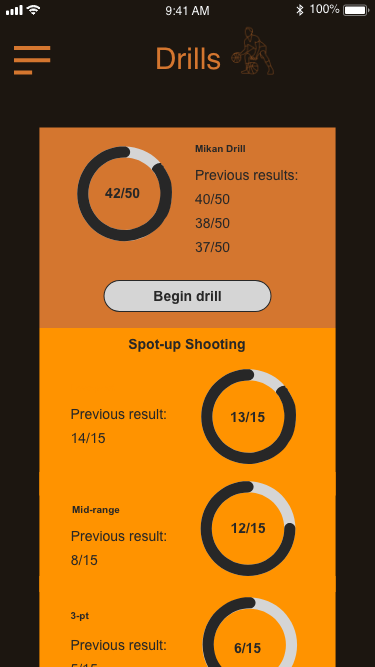 9:41 AM
100%
Drills
Mikan Drill
42/50
Previous results:
40/50
38/50
37/50
Begin drill
Spot-up Shooting
Previous result:
14/15
13/15
Mid-range
Previous result:
8/15
12/15
3-pt
Previous result:
5/15
6/15